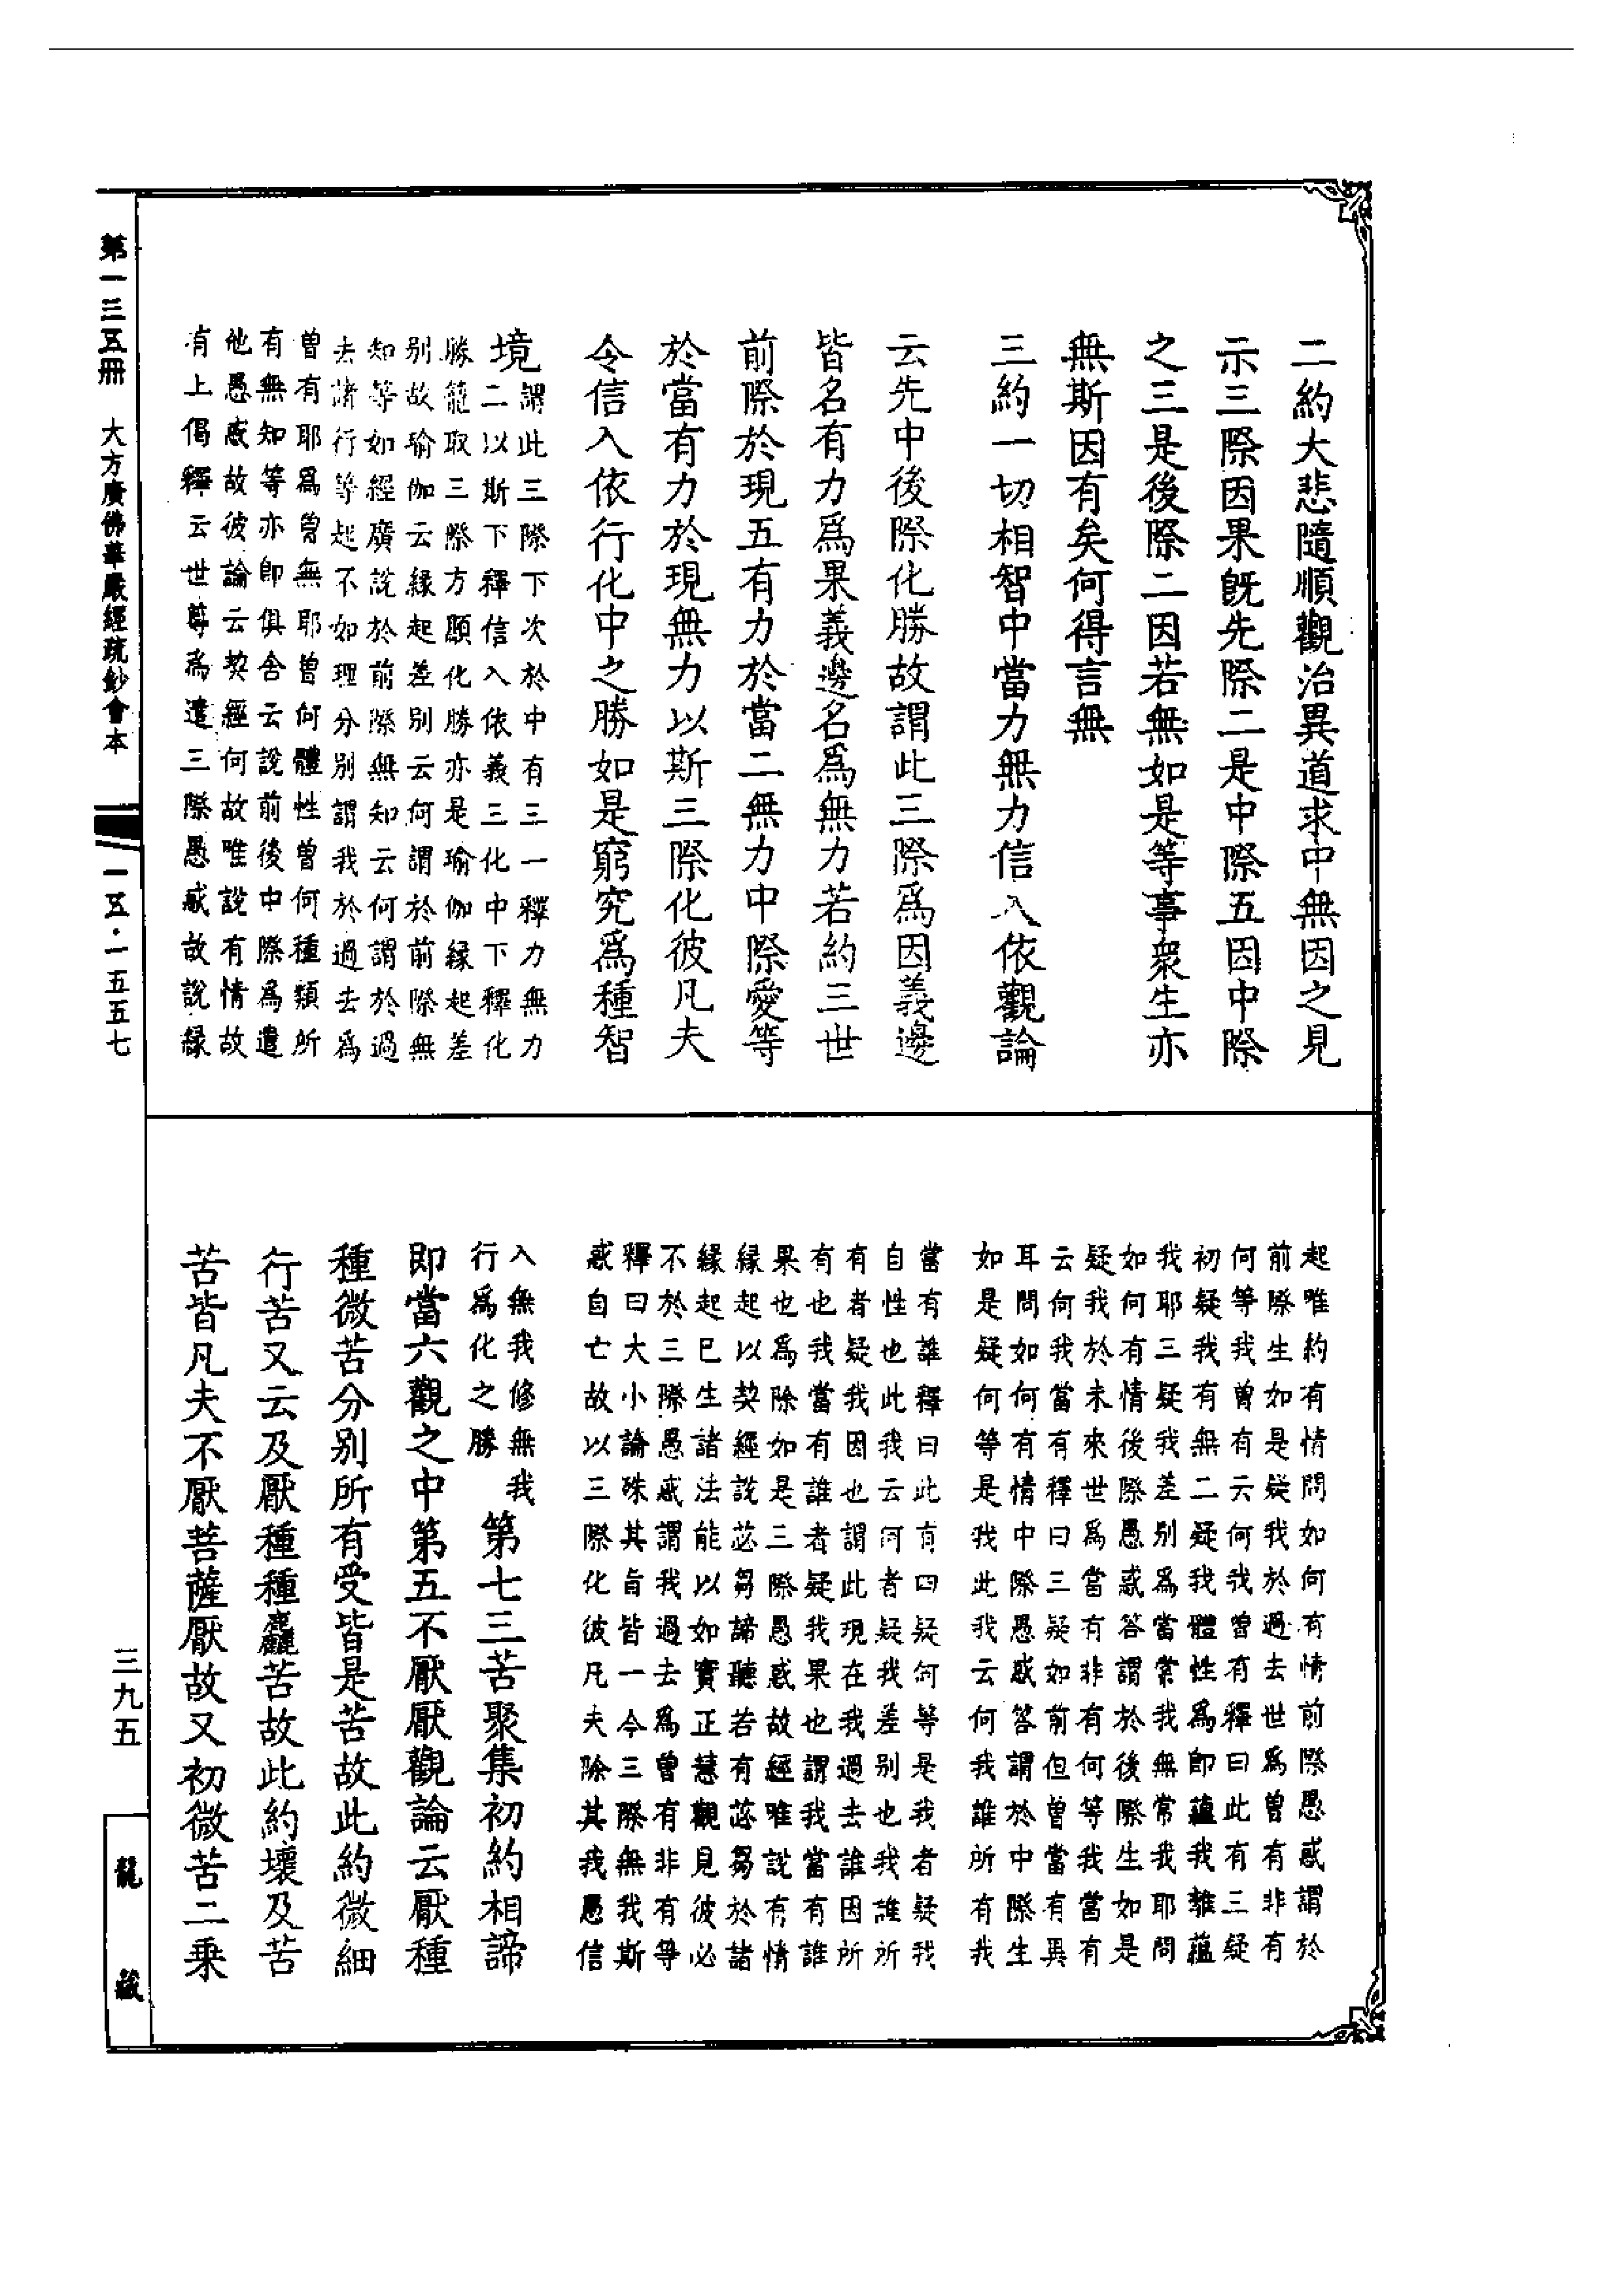 二約大悲隨順觀治異道求中無因之見
示三際因果旣先際二是中際五因中際
之三是後際二因若無如是等事衆生亦
無斯因有矣何得言無
三約一切相智中當力無力信入依觀論
云先中後際化勝故謂此三際爲因義邊
皆名有力爲果義邊名爲無力若約三世
前際於現五有力於當二無力中際愛等
於當有力於現無力以斯三際化彼凡夫
令信入依行化中之勝如是窮究爲種智
境謂此三際下次於中有三一釋力無力
二以斯下釋信入依義三化中下釋化
勝籠取三際方願化勝亦是瑜伽緣起差
别故瑜伽云緣起差别云何謂於前際無
知等如經廣說於前際無知云何謂於過
去諸行等起不如理分别謂我於過去爲
曽有耶爲曽無耶曽何體性曽何種類所
有無知等亦即俱舍云說前後中際爲遣
他愚惑故彼論云契經何故唯說有情故
有上偈釋云世尊爲遣三際愚惑故說緣
起唯約有情問如何有情前際愚惑謂於
前際生如是疑我於過去世爲曽有非有
何等我曽有云何我曽有釋曰此有三疑
初疑我有無二疑我體性爲即蘊我離蘊
我耶三疑我差别爲當常我無常我耶問
如何有情後際愚惑答謂於後際生如是
疑我於未來世爲當有非有何等我當有
云何我當有釋曰三疑如前但曽當有異
耳問如何有情中際愚惑答謂於中際生
如是疑何等是我此我云何我誰所有我
當有誰釋曰此有四疑何等是我者疑我
自性也此我云何者疑我差别也我誰所
有者疑我因也謂此現在我過去誰因所
有也我當有誰者疑我果也謂我當有誰
果也爲除如是三際愚惑故經唯說有情
緣起以契經說苾芻諦聽若有苾芻於諸
緣起已生諸法能以如實正慧觀見彼必
不於三際愚惑謂我過去爲曽有非有等
釋曰大小論殊其旨皆一今三際無我斯
惑自亡故以三際化彼凡夫除其我愚信
入無我修無我
行爲化之勝
第七三苦聚集初約相諦
即當六觀之中第五不厭厭觀論云厭種
種微苦分别所有受皆是苦故此約微細
行苦又云及厭種種麤苦故此約壞及苦
苦皆凡夫不厭菩薩厭故又初微苦二乘
第一三五冊　大方廣佛華嚴經疏鈔會本
一五·一五五七
三九五
龍藏